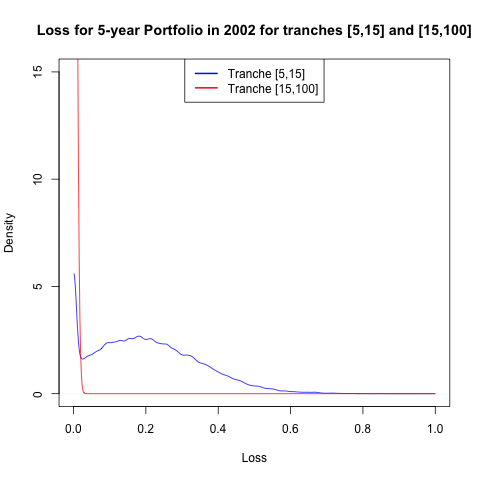 Loss for 5-year Portfolio in 2002 for tranches [5,15] and [15,100]
Tranche [5,15]
Tranche [15,100]
15
10
5
0
Density
0.0 0.2 0.4 0.6 0.8 1.0
Loss